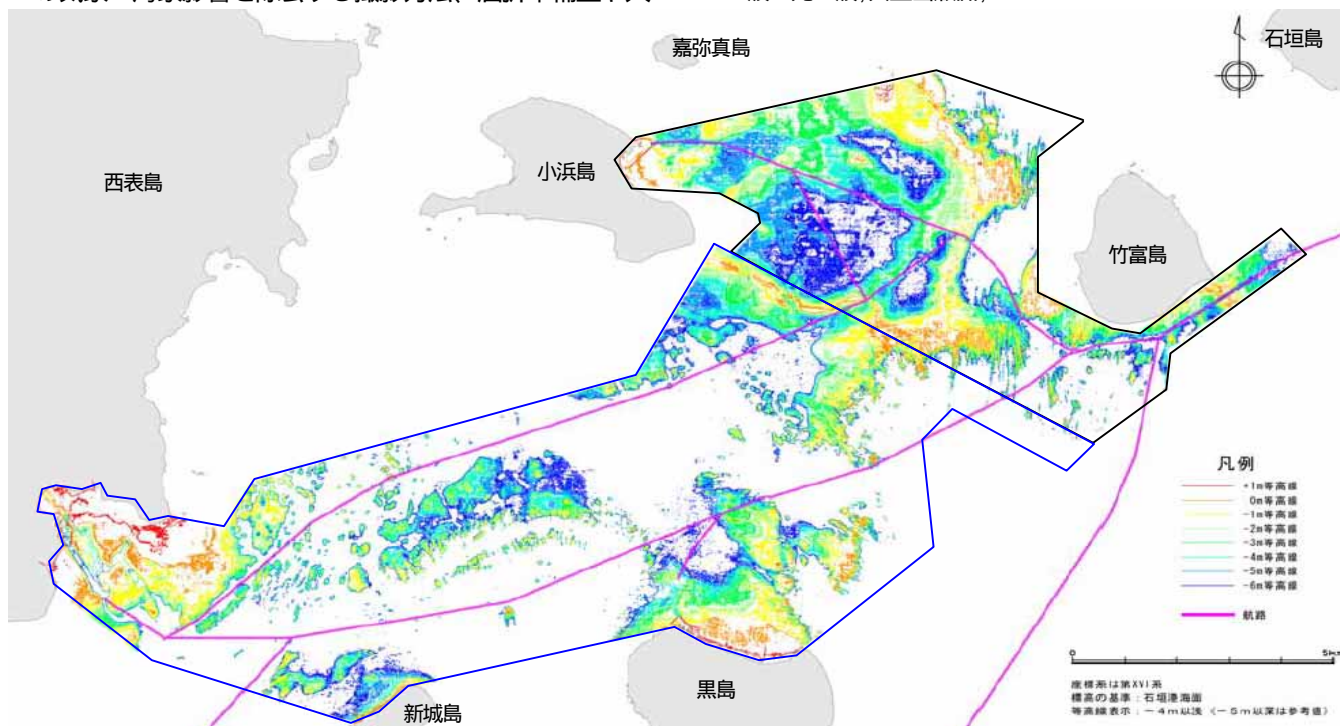 嘉弥真島
石垣島
西表島
小浜島
竹富島
凡例
+1m等高線
0m等高線
-1m等高線
-2m等高線
-3m等高線
-4m等高線
-5m等高線
-6m等高線
航路
0 5km
座標系は第XVI系
標高の基準：石垣港海面
等高線表示：－4m以浅（－5m以深は参考値）
黒島
新城島